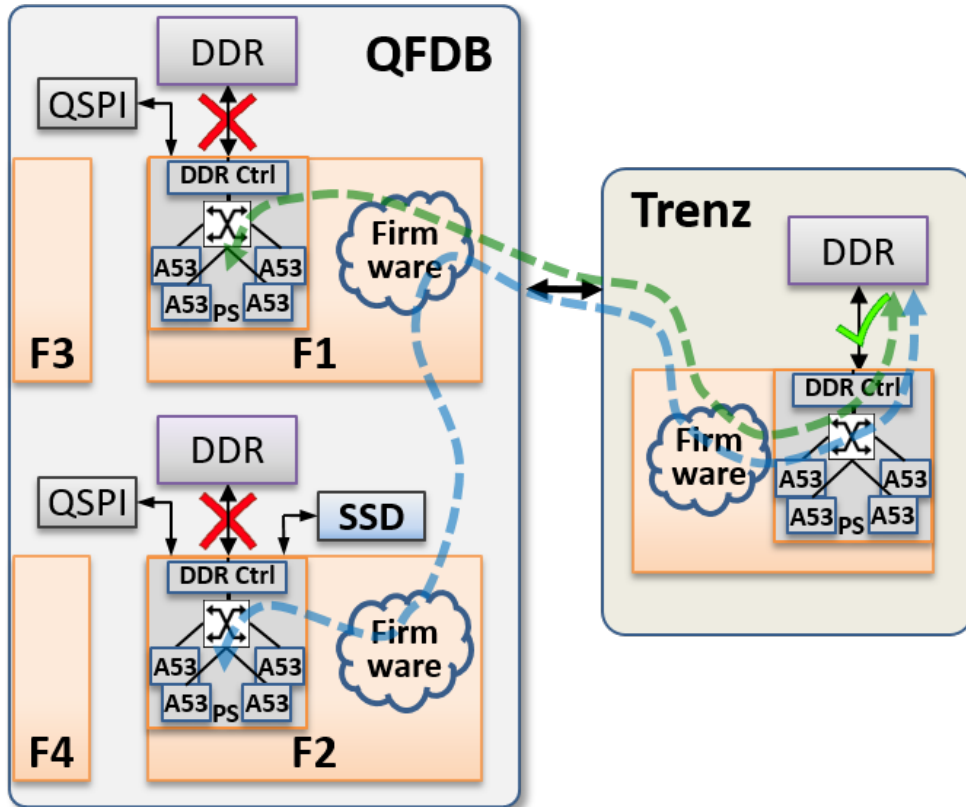 QFDB
DDR
QSPI
DDR Ctrl
A53
A53
A53
A53
PS
Firm
ware
F3
F1
DDR
QSPI
SSD
DDR Ctrl
A53
A53
A53
A53
PS
Firm
ware
F4
F2
Trenz
DDR
DDR Ctrl
Firm
ware
A53
A53
A53
A53
PS